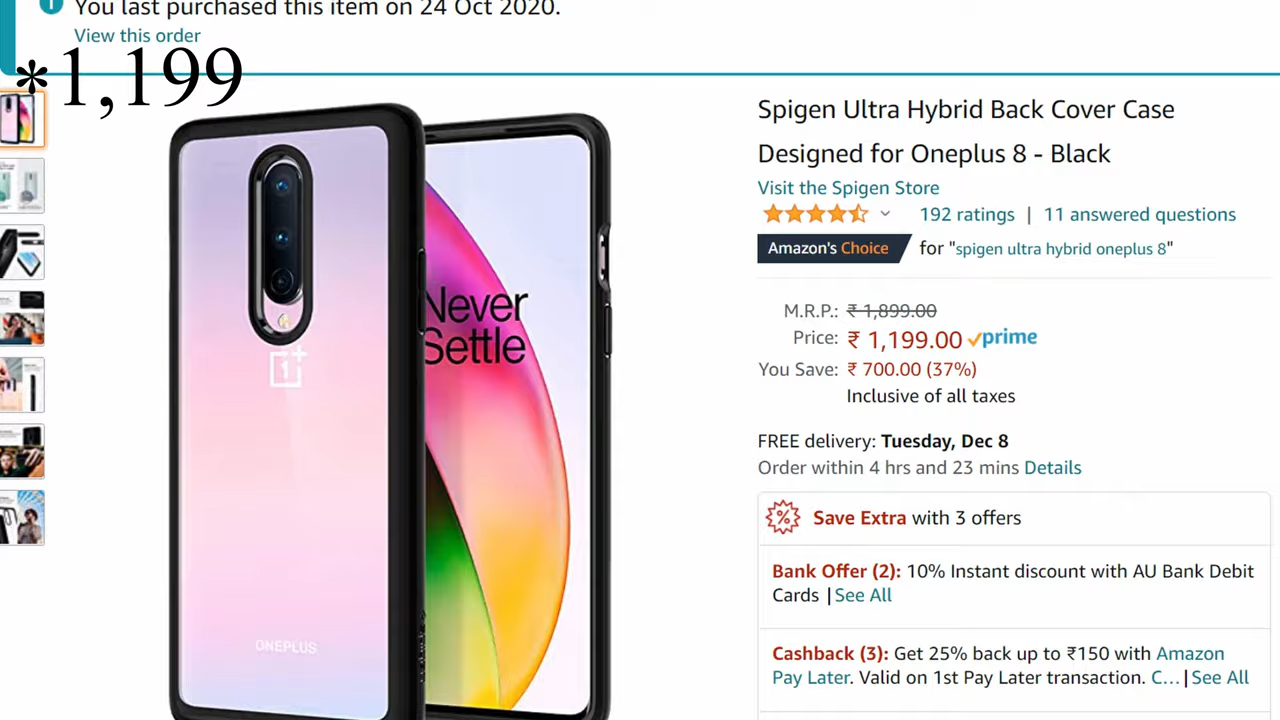 You last purchased this item on 24 Oct 2020.
View this order
*1,199
Spigen Ultra Hybrid Back Cover Case
Designed for Oneplus 8 - Black
Visit the Spigen Store
192 ratings | 11 answered questions
Amazon's Choice for "spigen ultra hybrid oneplus 8"
M.R.P.: ₹ 1,899.00
Price: ₹ 1,199.00 prime
You Save: ₹ 700.00 (37%)
Inclusive of all taxes
FREE delivery: Tuesday, Dec 8
Order within 4 hrs and 23 mins Details
Save Extra with 3 offers
Bank Offer (2): 10% Instant discount with AU Bank Debit
Cards | See All
Cashback (3): Get 25% back up to ₹150 with Amazon
Pay Later. Valid on 1st Pay Later transaction. C... | See All
Never
Settle
1+
ONEPLUS